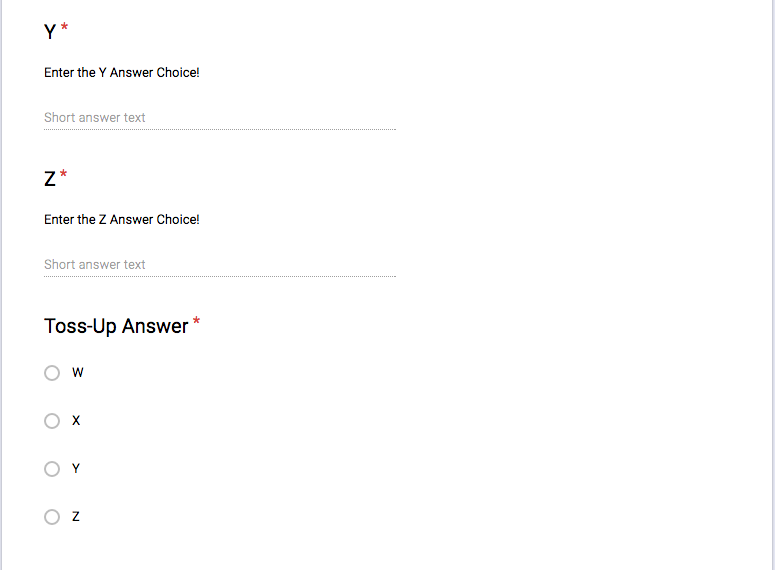 Y *
Enter the Y Answer Choice!
Short answer text
Z *
Enter the Z Answer Choice!
Short answer text
Toss-Up Answer *
W
X
Y
Z